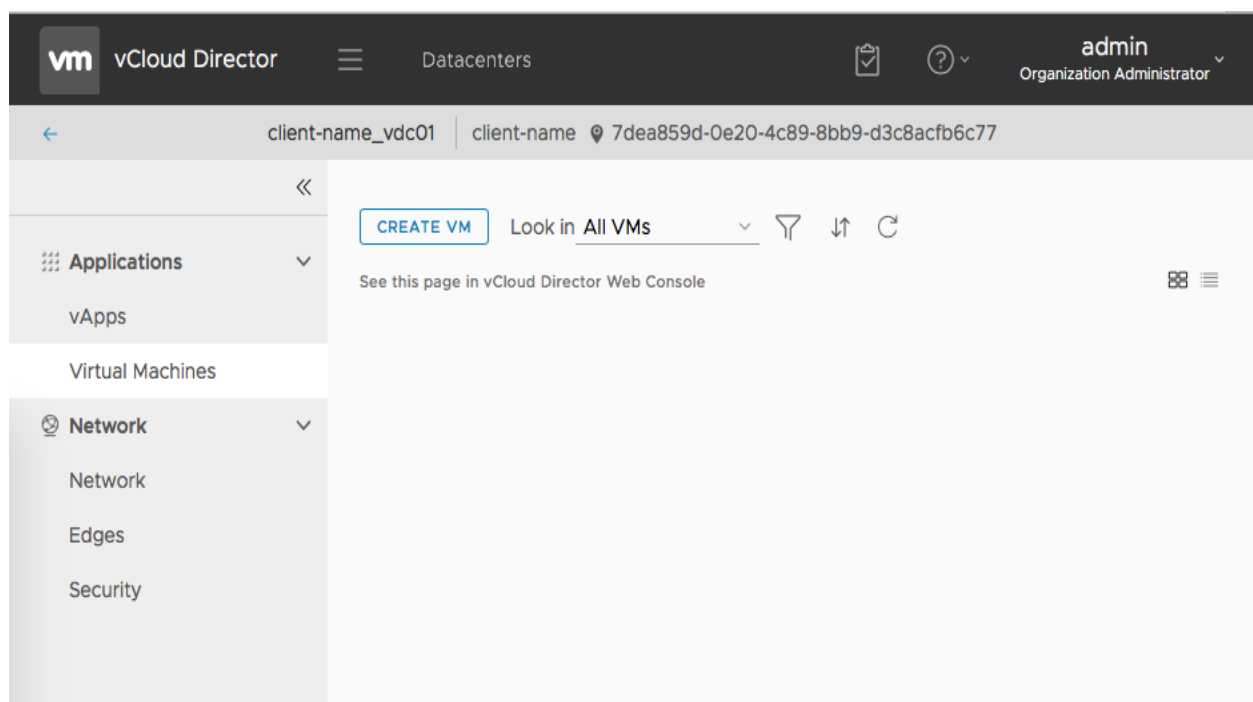 vm vCloud Director Datacenters ? admin
Organization Administrator
client-name_vdc01 client-name 7dea859d-0e20-4c89-8bb9-d3c8acfb6c77
CREATE VM Look in All VMs
See this page in vCloud Director Web Console
Applications
vApps
Virtual Machines
Network
Network
Edges
Security